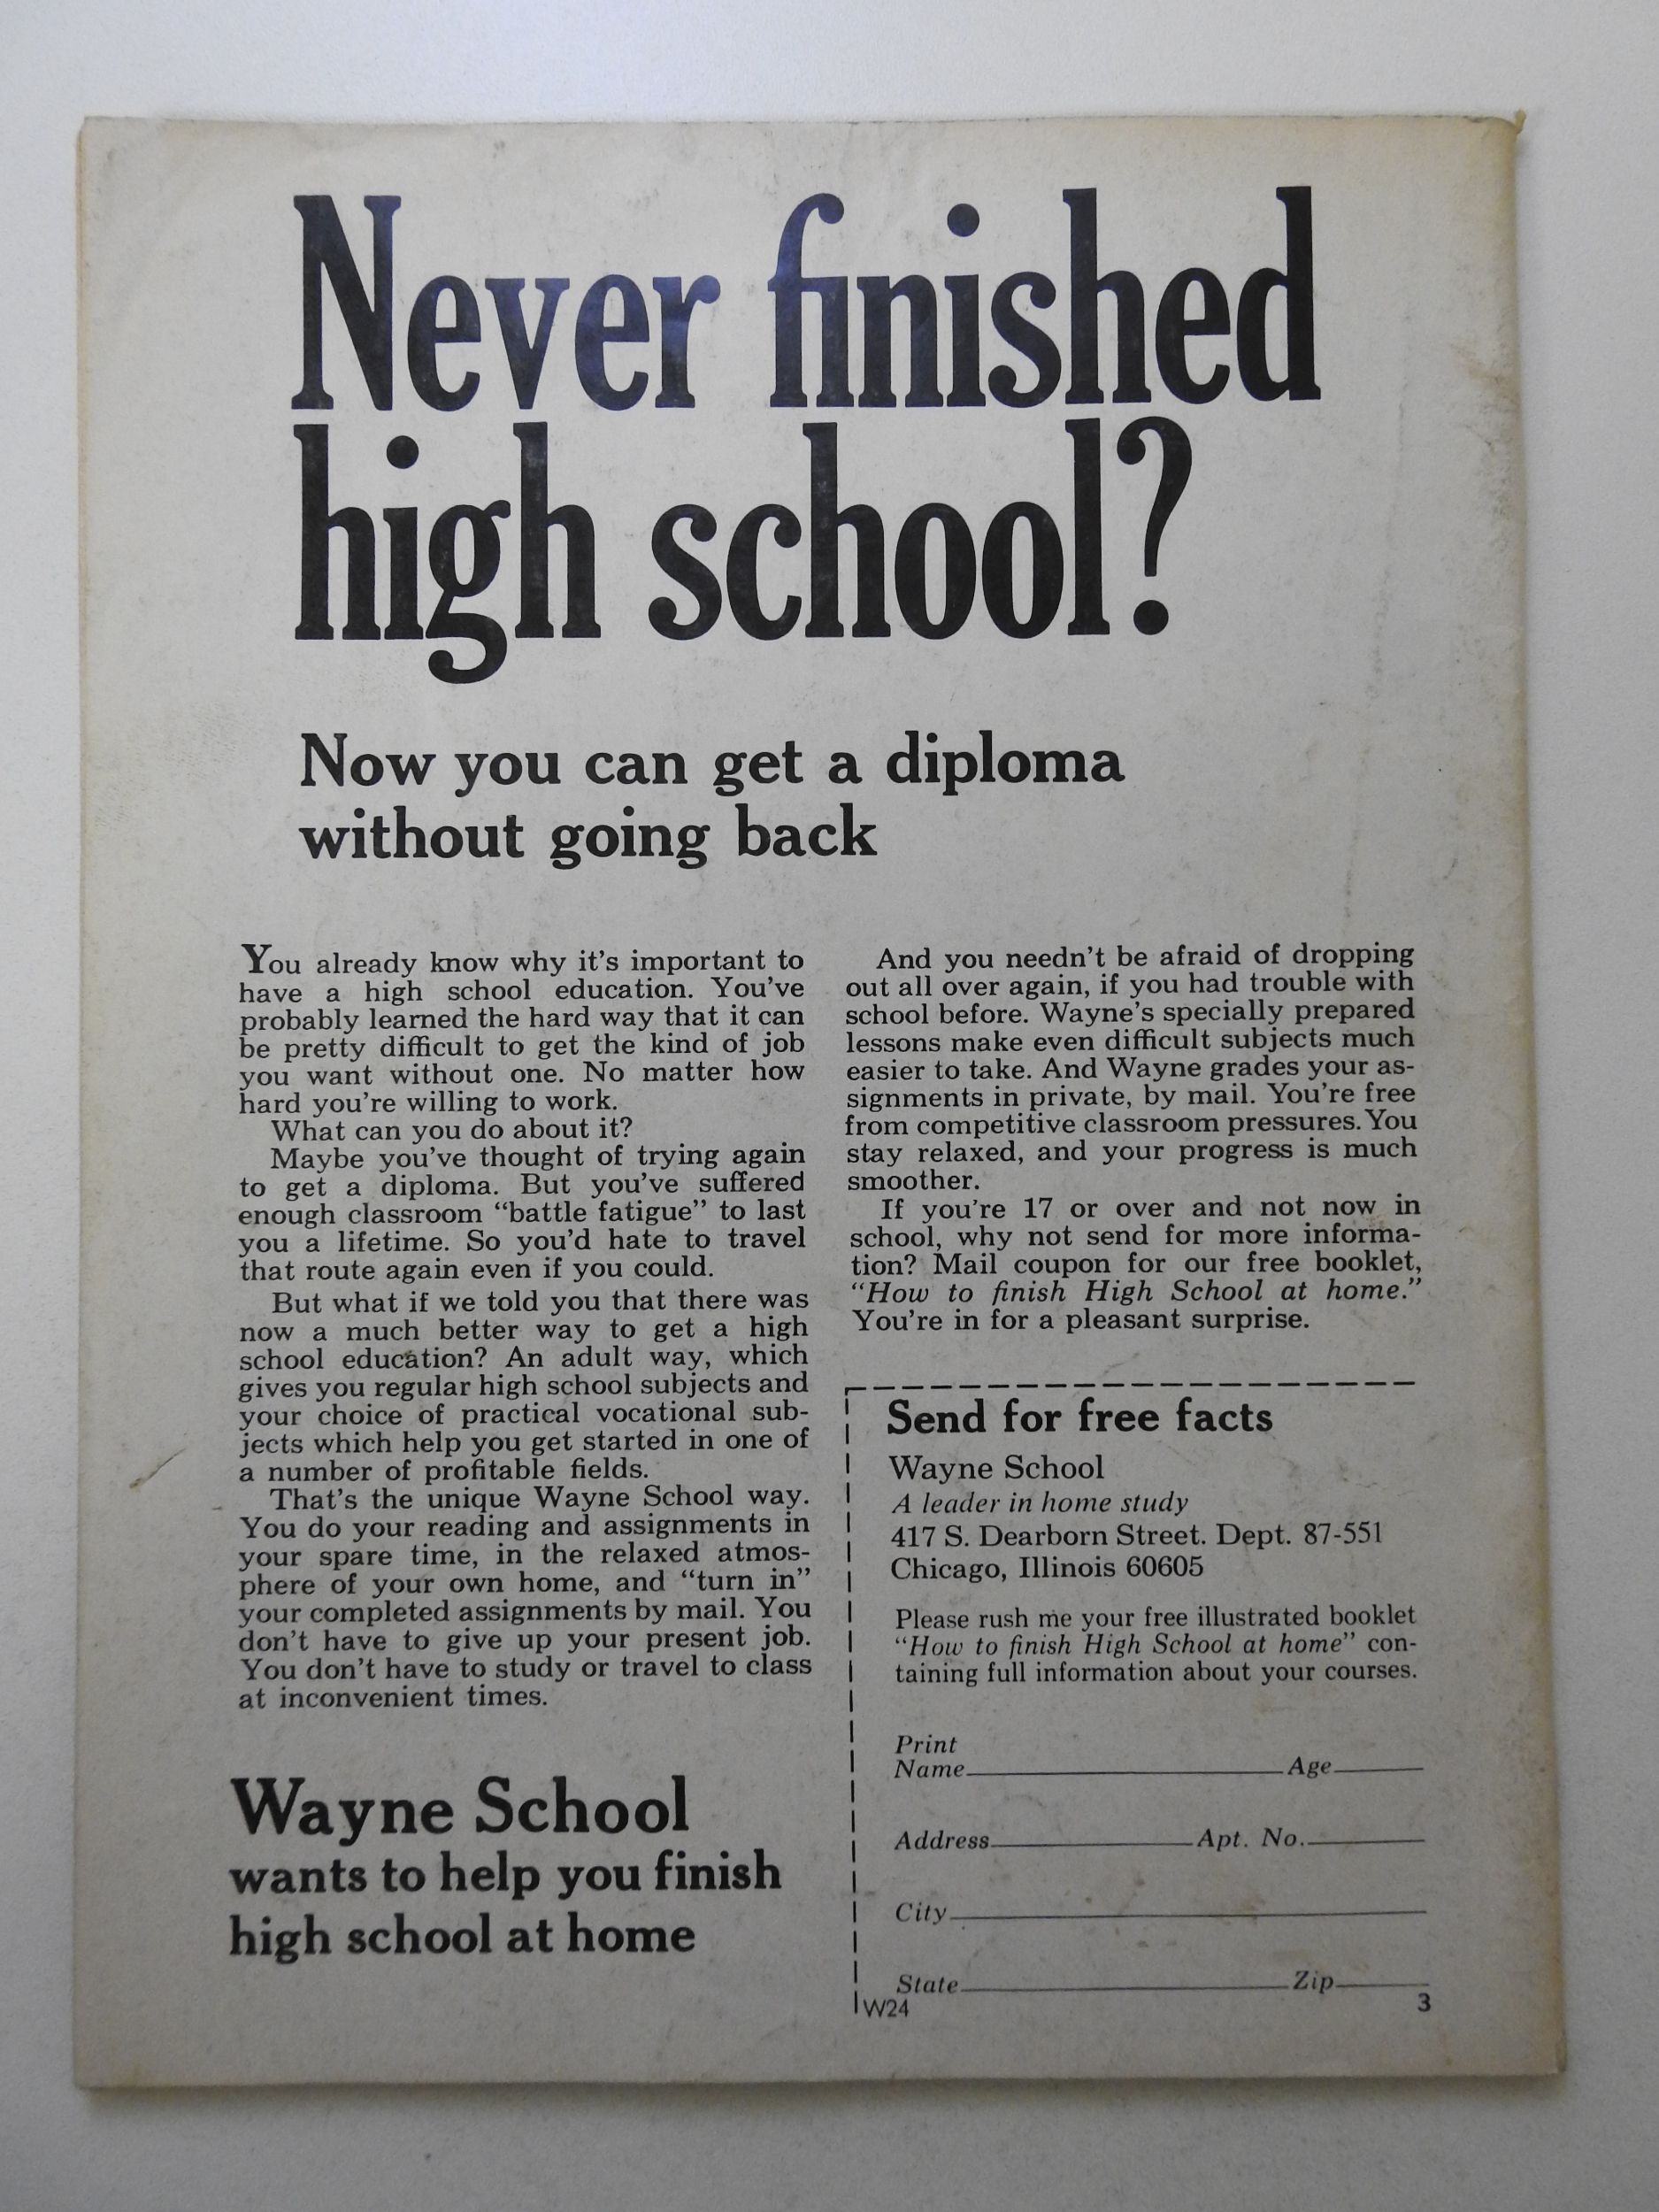 Never finished
high school?
Now you can get a diploma
without going back
You already know why it's important to
have a high school education. You've
probably learned the hard way that it can
be pretty difficult to get the kind of job
you want without one. No matter how
hard you're willing to work.
What can you do about it?
Maybe you've thought of trying again
to get a diploma. But you've suffered
enough classroom “battle fatigue” to last
you a lifetime. So you'd hate to travel
that route again even if you could.
But what if we told you that there was
now a much better way to get a high
school education? An adult way, which
gives you regular high school subjects and
your choice of practical vocational sub-
jects which help you get started in one of
a number of profitable fields.
That's the unique Wayne School way.
You do your reading and assignments in
your spare time, in the relaxed atmos-
phere of your own home, and “turn in”
your completed assignments by mail. You
don't have to give up your present job.
You don't have to study or travel to class
at inconvenient times.
Wayne School
wants to help you finish
high school at home
And you needn't be afraid of dropping
out all over again, if you had trouble with
school before. Wayne's specially prepared
lessons make even difficult subjects much
easier to take. And Wayne grades your as-
signments in private, by mail. You're free
from competitive classroom pressures. You
stay relaxed, and your progress is much
smoother.
If you're 17 or over and not now in
school, why not send for more informa-
tion? Mail coupon for our free booklet,
“How to finish High School at home.”
You're in for a pleasant surprise.
Send for free facts
Wayne School
A leader in home study
417 S. Dearborn Street. Dept. 87-551
Chicago, Illinois 60605
Please rush me your free illustrated booklet
“How to finish High School at home” con-
taining full information about your courses.
Print
Name Age
Address Apt. No.
City
State Zip
W24 3